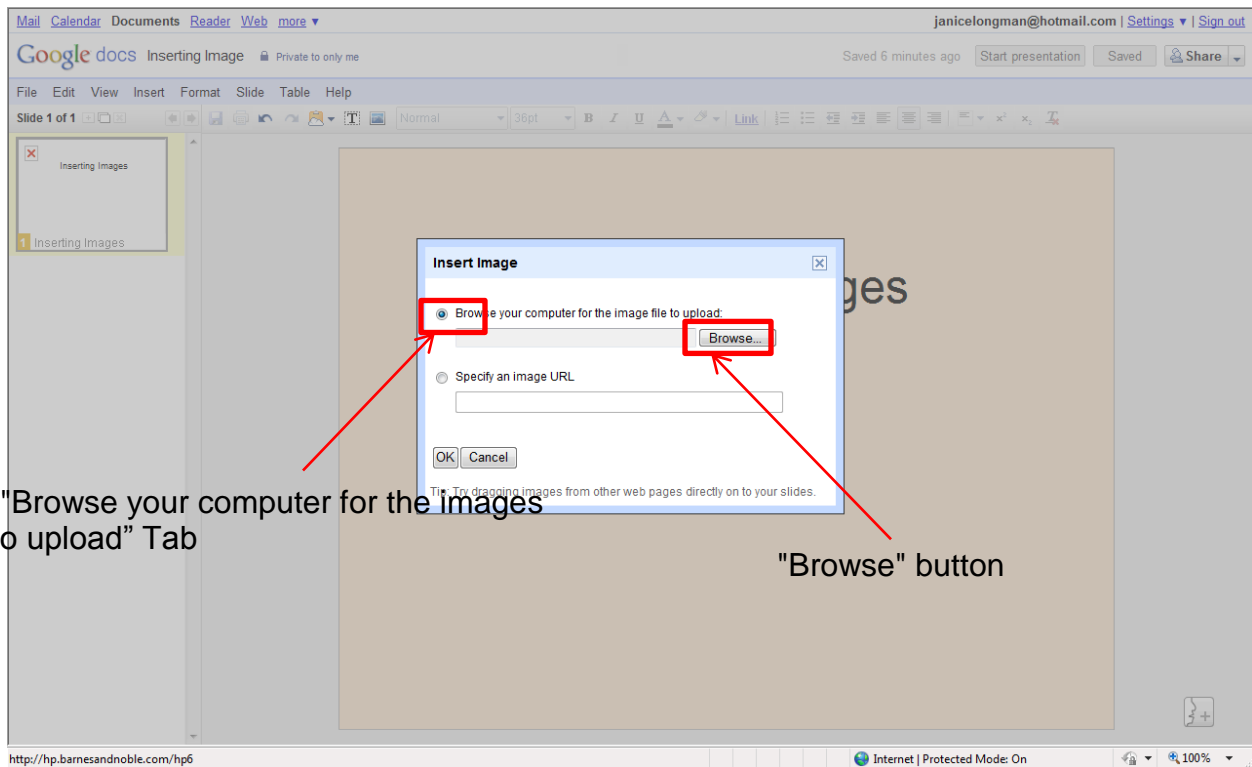 Mail Calendar Documents Reader Web more ▼ janicelongman@hotmail.com | Settings ▼ | Sign out
Google docs Inserting Image Private to only me Saved 6 minutes ago Start presentation Saved Share
File Edit View Insert Format Slide Table Help
Slide 1 of 1 Normal 36pt B I U A Link
Inserting Images
1 Inserting Images
ges
Insert Image
Browse your computer for the image file to upload:
Browse...
Specify an image URL
OK Cancel
Tip: Try dragging images from other web pages directly on to your slides.
"Browse your computer for the images
o upload” Tab
"Browse" button
http://hp.barnesandnoble.com/hp6 Internet | Protected Mode: On 100%